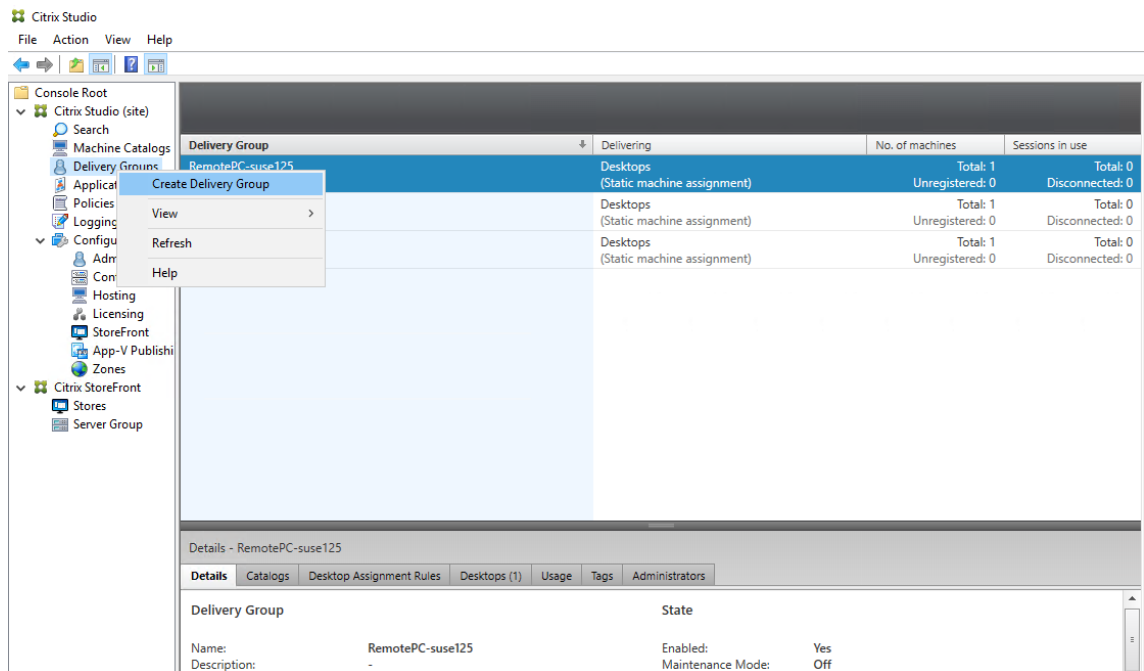 Citrix Studio
File Action View Help
Console Root
Citrix Studio (site)
Search
Machine Catalogs
Delivery Groups
Applicat
Policies
Logging
Configu
Adm
Con
Hosting
Licensing
StoreFront
App-V Publishi
Zones
Citrix StoreFront
Stores
Server Group
Create Delivery Group
View
Refresh
Help
Delivery Group Delivering No. of machines Sessions in use
RemotePC-suse125 Desktops Total: 1 Total: 0
(Static machine assignment) Unregistered: 0 Disconnected: 0
Desktops Total: 1 Total: 0
(Static machine assignment) Unregistered: 0 Disconnected: 0
Desktops Total: 1 Total: 0
(Static machine assignment) Unregistered: 0 Disconnected: 0
Details - RemotePC-suse125
Details Catalogs Desktop Assignment Rules Desktops (1) Usage Tags Administrators
Delivery Group State
Name: RemotePC-suse125 Enabled: Yes
Description: - Maintenance Mode: Off